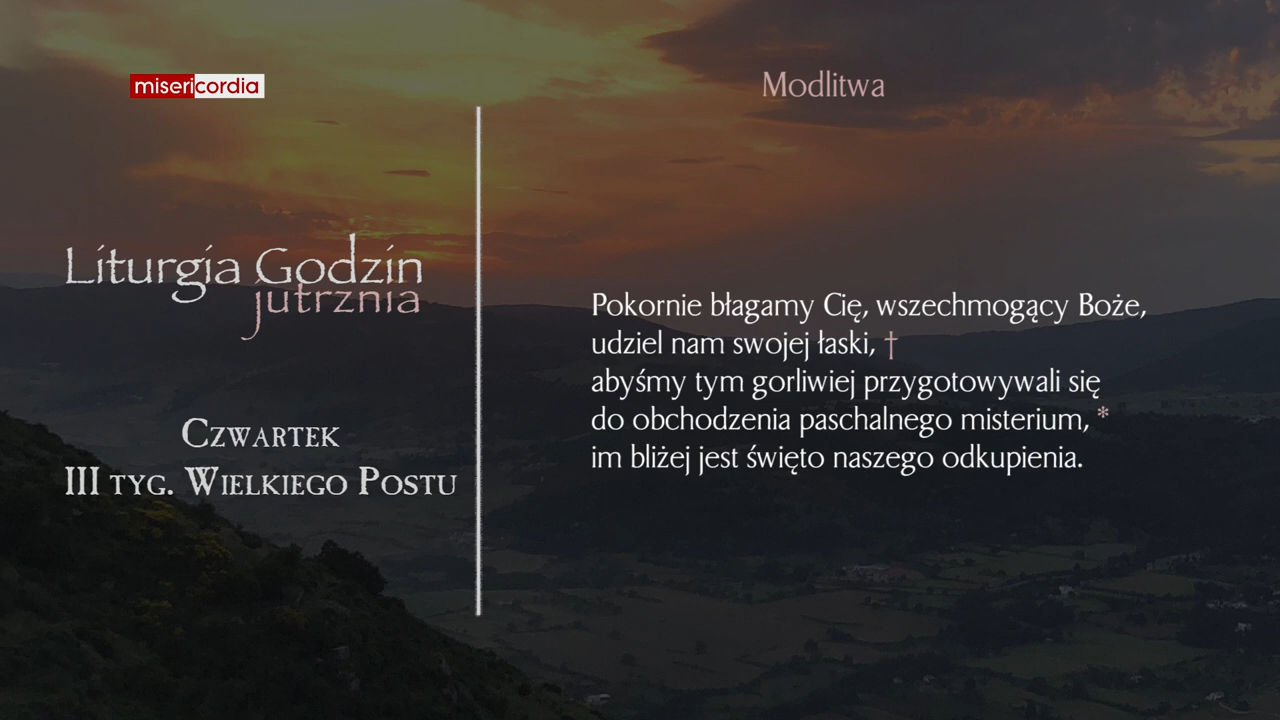 misericordia
Liturgia Godzin
jutrznia
Czwartek
III tyg. Wielkiego Postu
Modlitwa
Pokornie błagamy Cię, wszechmogący Boże,
udziel nam swojej łaski, †
abyśmy tym gorliwiej przygotowywali się
do obchodzenia paschalnego misterium, *
im bliżej jest święto naszego odkupienia.